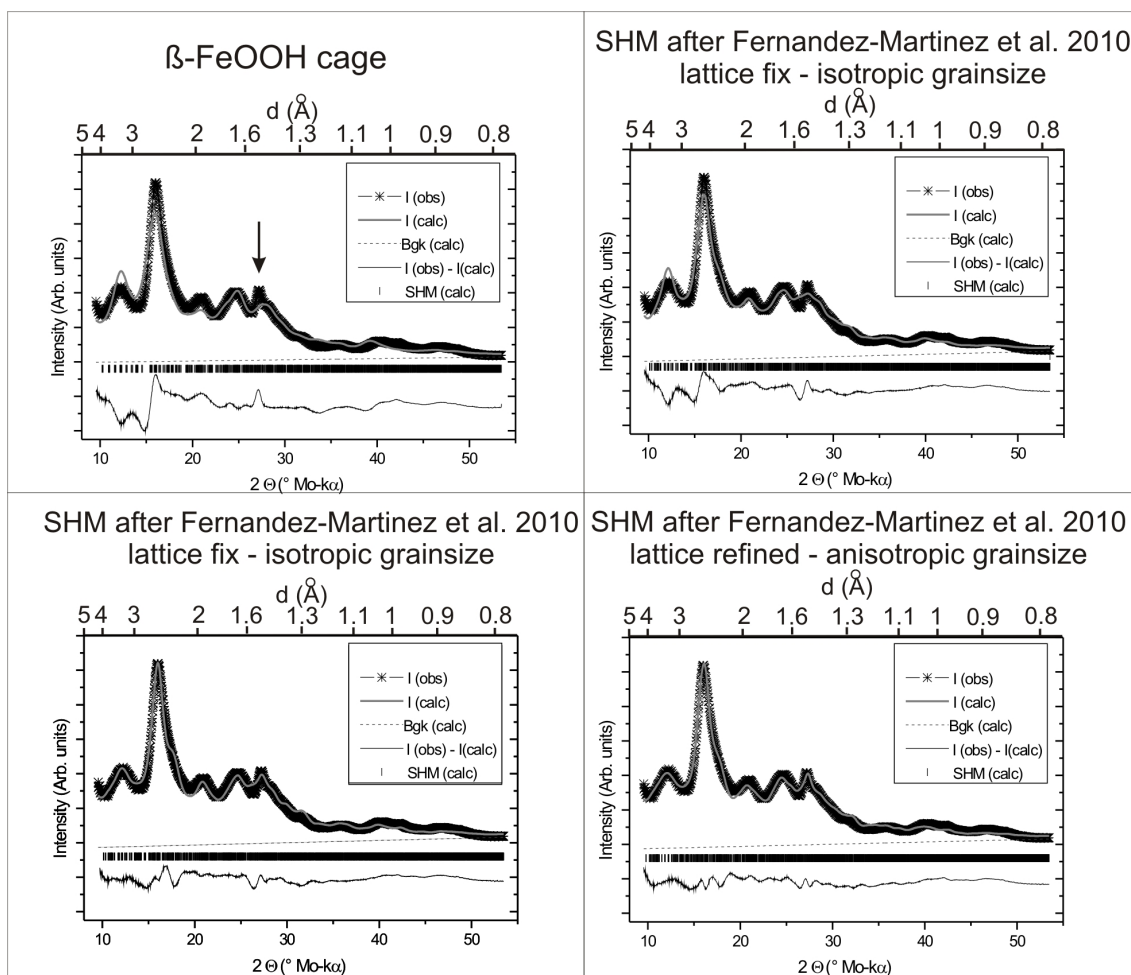 ß-FeOOH cage
d (Å)
5 4 3 2 1.6 1.3 1.1 1 0.9 0.8
I (obs)
I (calc)
Bgk (calc)
I (obs) - I(calc)
SHM (calc)
Intensity (Arb. units)
10 20 30 40 50
2 Θ (° Mo-kα)
SHM after Fernandez-Martinez et al. 2010
lattice fix - isotropic grainsize
d (Å)
5 4 3 2 1.6 1.3 1.1 1 0.9 0.8
I (obs)
I (calc)
Bgk (calc)
I (obs) - I(calc)
SHM (calc)
Intensity (Arb. units)
10 20 30 40 50
2 Θ (° Mo-kα)
SHM after Fernandez-Martinez et al. 2010
lattice fix - isotropic grainsize
d (Å)
5 4 3 2 1.6 1.3 1.1 1 0.9 0.8
I (obs)
I (calc)
Bgk (calc)
I (obs) - I(calc)
SHM (calc)
Intensity (Arb. units)
10 20 30 40 50
2 Θ (° Mo-kα)
SHM after Fernandez-Martinez et al. 2010
lattice refined - anisotropic grainsize
d (Å)
5 4 3 2 1.6 1.3 1.1 1 0.9 0.8
I (obs)
I (calc)
Bgk (calc)
I (obs) - I(calc)
SHM (calc)
Intensity (Arb. units)
10 20 30 40 50
2 Θ (° Mo-kα)